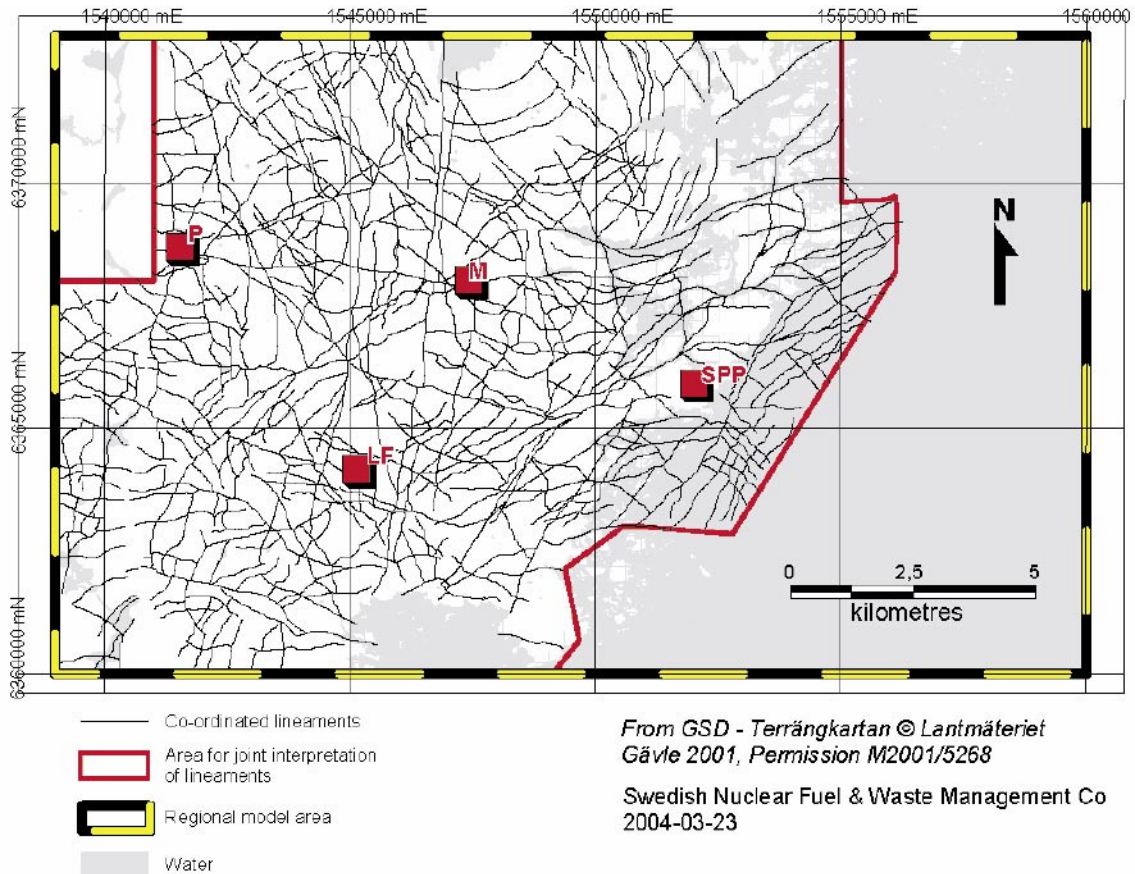 1540000 mE
1545000 mE
1550000 mE
1555000 mE
1560000
6370000 mN
6365000 mN
6360000 mN
N
P
M
SPP
LF
0 2,5 5
kilometres
Co-ordinated lineaments
Area for joint interpretation
of lineaments
Regional model area
Water
From GSD - Terrängkartan © Lantmäteriet
Gävle 2001, Permission M2001/5268
Swedish Nuclear Fuel & Waste Management Co
2004-03-23